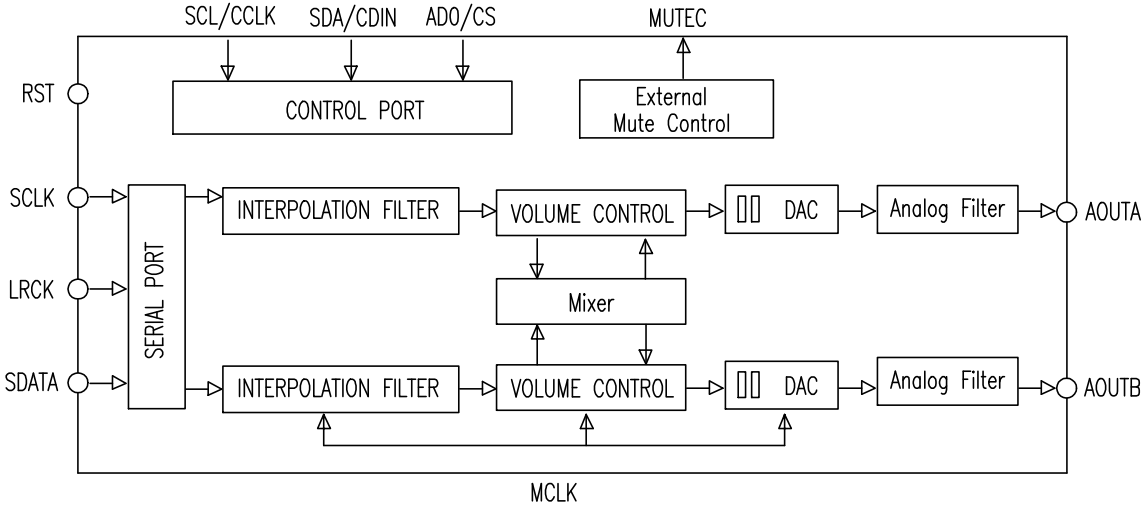 SCL/CCLK SDA/CDIN AD0/CS MUTEC
RST
CONTROL PORT
External
Mute Control
SCLK
INTERPOLATION FILTER
VOLUME CONTROL
DAC
Analog Filter
AOUTA
LRCK
SERIAL PORT
Mixer
SDATA
INTERPOLATION FILTER
VOLUME CONTROL
DAC
Analog Filter
AOUTB
MCLK